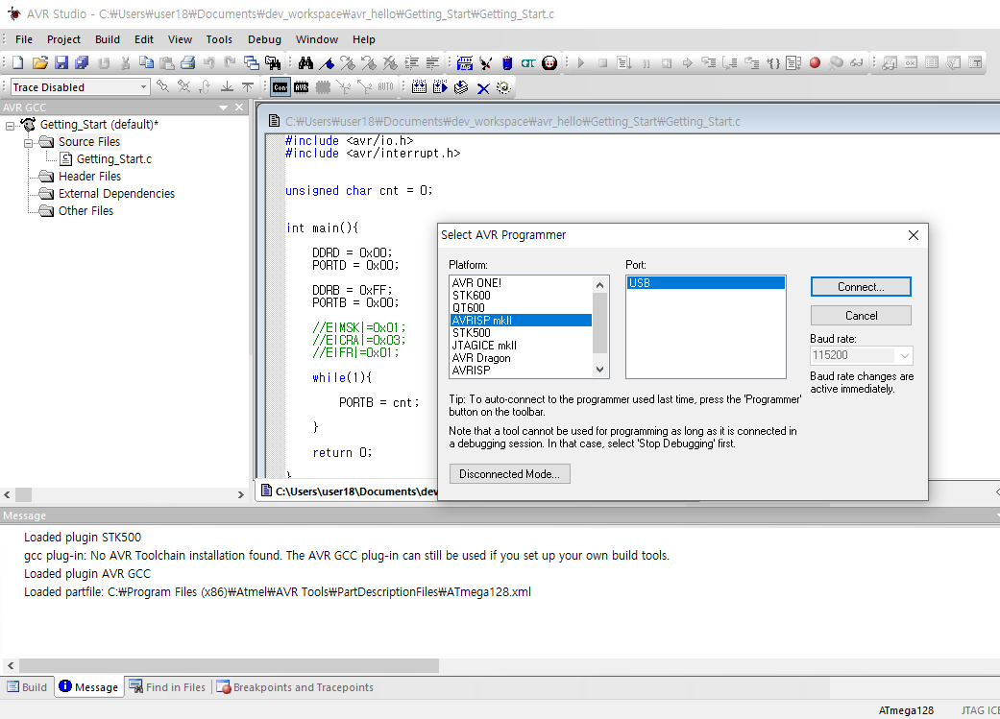 AVR Studio - C:₩Users₩user18₩Documents₩dev_workspace₩avr_hello₩Getting_Start₩Getting_Start.c
File Project Build Edit View Tools Debug Window Help
Trace Disabled
Con
AVR
AUTO
AVR GCC
Getting_Start (default)*
Source Files
Getting_Start.c
Header Files
External Dependencies
Other Files
C:₩Users₩user18₩Documents₩dev_workspace₩avr_hello₩Getting_Start₩Getting_Start.c
#include <avr/io.h>
#include <avr/interrupt.h>
unsigned char cnt = 0;
int main(){
DDRD = 0x00;
PORTD = 0x00;
DDRB = 0xFF;
PORTB = 0x00;
//EIMSK|=0x01;
//EICRA|=0x03;
//EIFR|=0x01;
while(1){
PORTB = cnt;
}
return 0;
}
C:\Users\user18\Documents\dev
Select AVR Programmer
Platform:
AVR ONE!
STK600
QT600
AVRISP mkII
STK500
JTAGICE mkII
AVR Dragon
AVRISP
Port:
USB
Connect...
Cancel
Baud rate:
115200
Baud rate changes are
active immediately.
Tip: To auto-connect to the programmer used last time, press the 'Programmer'
button on the toolbar.
Note that a tool cannot be used for programming as long as it is connected in
a debugging session. In that case, select 'Stop Debugging' first.
Disconnected Mode...
Message
Loaded plugin STK500
gcc plug-in: No AVR Toolchain installation found. The AVR GCC plug-in can still be used if you set up your own build tools.
Loaded plugin AVR GCC
Loaded partfile: C:₩Program Files (x86)₩Atmel₩AVR Tools₩PartDescriptionFiles₩ATmega128.xml
Build Message Find in Files Breakpoints and Tracepoints
ATmega128 JTAG ICE